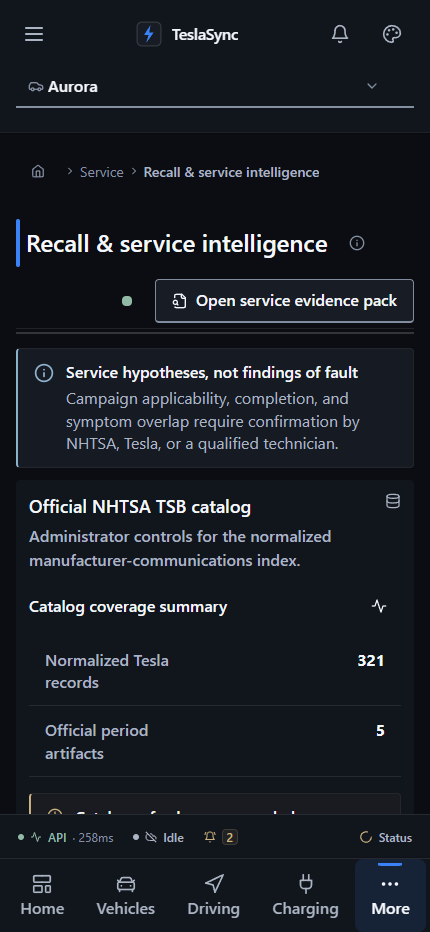 TeslaSync
Aurora
Service
Recall & service intelligence
Recall & service intelligence
Open service evidence pack
Service hypotheses, not findings of fault
Campaign applicability, completion, and
symptom overlap require confirmation by
NHTSA, Tesla, or a qualified technician.
Official NHTSA TSB catalog
Administrator controls for the normalized
manufacturer-communications index.
Catalog coverage summary
Normalized Tesla
records
321
Official period
artifacts
5
API · 258ms
Idle
2
Status
Home
Vehicles
Driving
Charging
More